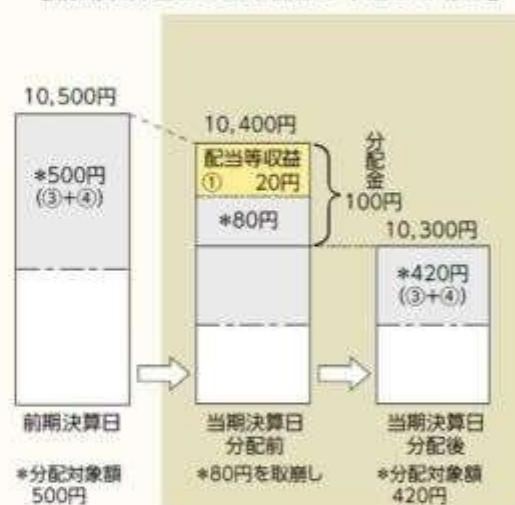 10,500円
*500円
(③+④)
前期決算日
*分配対象額
500円
10,400円
配当等収益
① 20円
*80円
分配金
100円
当期決算日
分配前
*80円を取崩し
10,300円
*420円
(③+④)
当期決算日
分配後
*分配対象額
420円